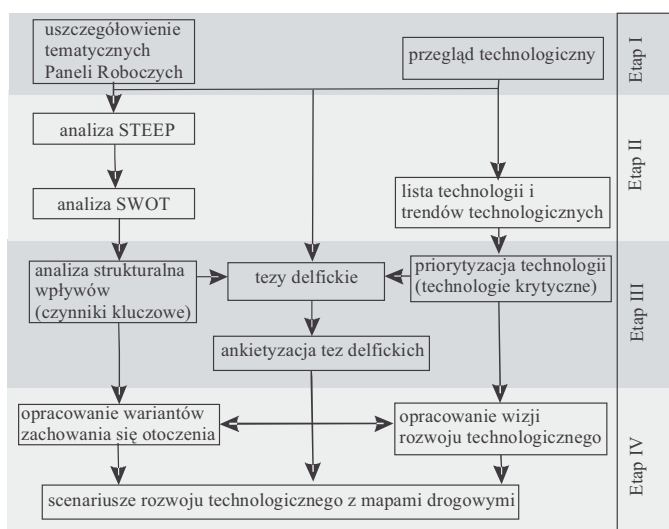 uszczegółowienie
tematycznych
Paneli Roboczych
przegląd technologiczny
Etap I
analiza STEEP
analiza SWOT
lista technologii i
trendów technologicznych
Etap II
analiza strukturalna
wpływów
(czynniki kluczowe)
tezy delfickie
priorytyzacja technologii
(technologie krytyczne)
ankietyzacja tez delfickich
Etap III
opracowanie wariantów
zachowania się otoczenia
opracowanie wizji
rozwoju technologicznego
scenariusze rozwoju technologicznego z mapami drogowymi
Etap IV